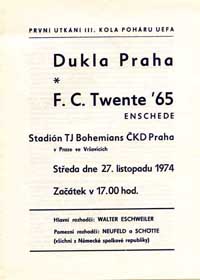 PRVNÍ UTKÁNÍ III. KOLA POHÁRU UEFA
Dukla Praha
*
F. C. Twente '65
ENSCHEDE
Stadión TJ Bohemians ČKD Praha
v Praze ve Vršovicích
Středa dne 27. listopadu 1974
Začátek v 17.00 hod.
Hlavní rozhodčí: WALTER ESCHWEILER
Pomezní rozhodčí: NEUFELD a SCHÖTTE
(všichni z Německé spolkové republiky)